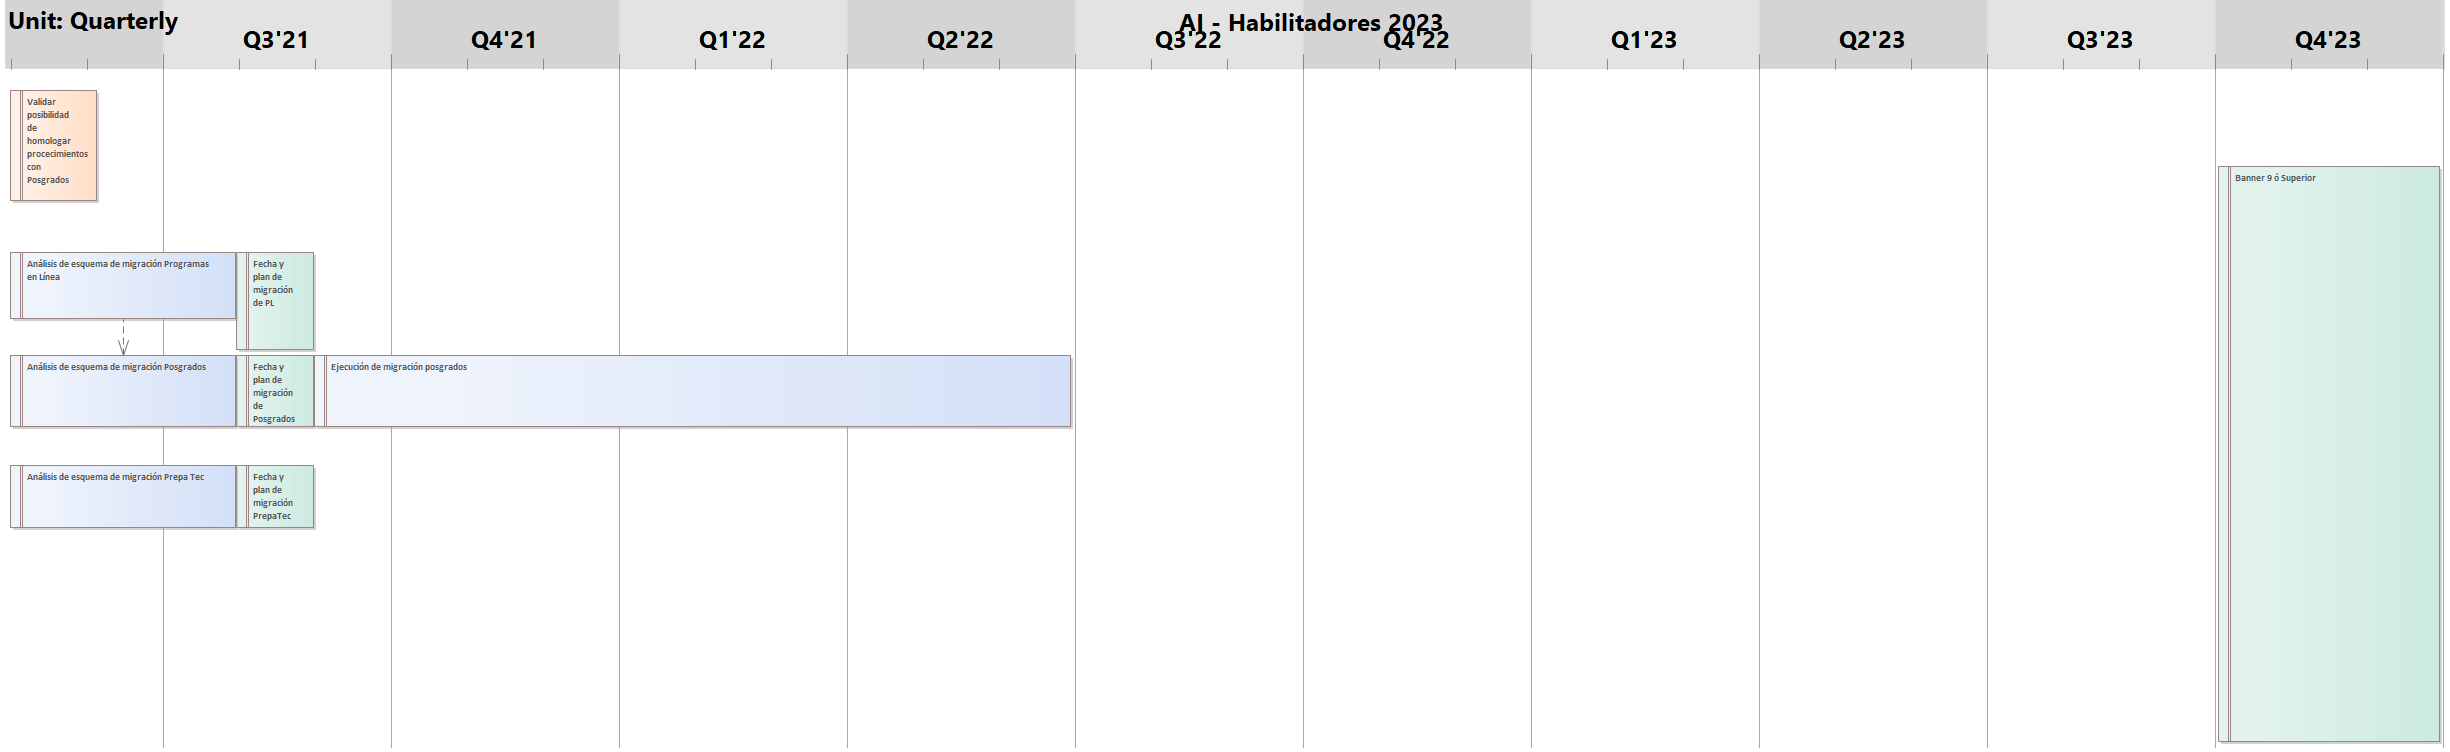 Unit: Quarterly
AI - Habilitadores 2023
Q3'21
Q4'21
Q1'22
Q2'22
Q3'22
Q4'22
Q1'23
Q2'23
Q3'23
Q4'23
Validar
posibilidad
de
homologar
procecimientos
con
Posgrados
Banner 9 ó Superior
Análisis de esquema de migración Programas
en Línea
Fecha y
plan de
migración
de PL
Análisis de esquema de migración Posgrados
Fecha y
plan de
migración
de
Posgrados
Ejecución de migración posgrados
Análisis de esquema de migración Prepa Tec
Fecha y
plan de
migración
PrepaTec